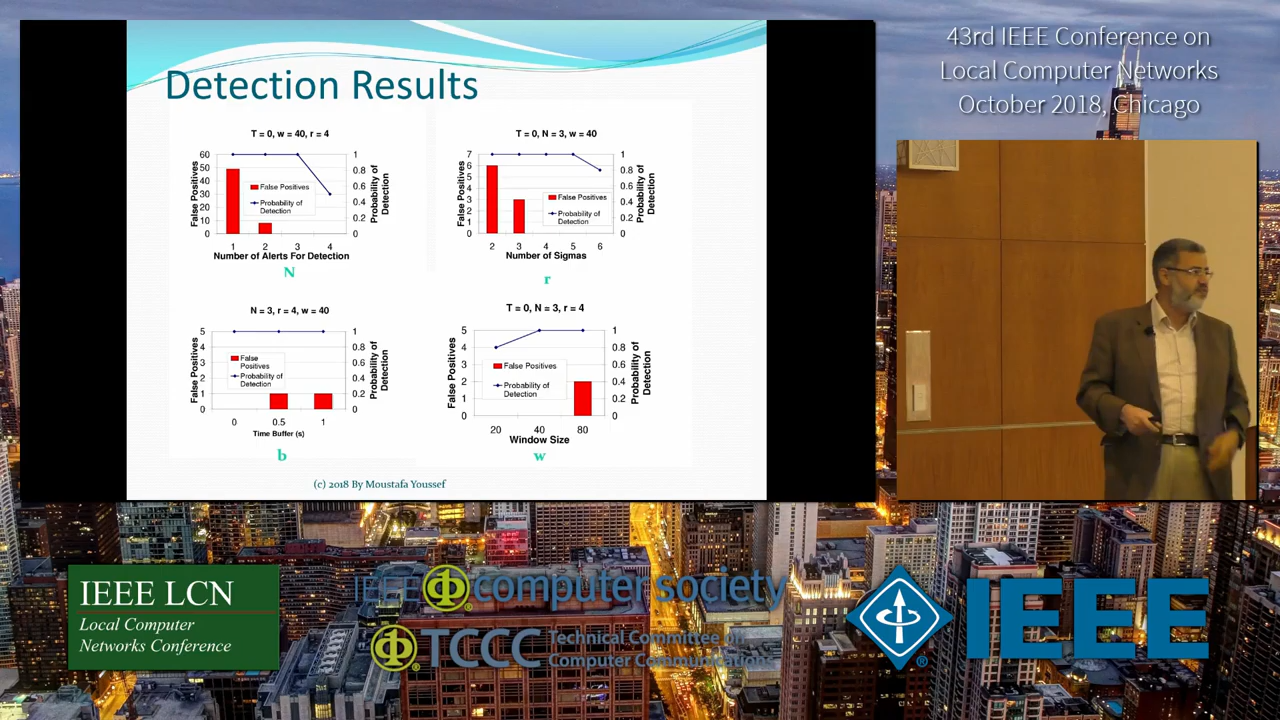 43rd IEEE Conference on
Local Computer Networks
October 2018, Chicago
Detection Results
T = 0, w = 40, r = 4
60
50
40
30
20
10
0
False Positives
1
0.8
0.6
0.4
0.2
0
Probability of
Detection
False Positives
Probability of
Detection
1 2 3 4
Number of Alerts For Detection
N
T = 0, N = 3, w = 40
7
6
5
4
3
2
1
0
False Positives
1
0.8
0.6
0.4
0.2
0
Probability of
Detection
False Positives
Probability of
Detection
2 3 4 5 6
Number of Sigmas
r
N = 3, r = 4, w = 40
5
4
3
2
1
0
False Positives
1
0.8
0.6
0.4
0.2
0
Probability of
Detection
False
Positives
Probability of
Detection
0 0.5 1
Time Buffer (s)
b
T = 0, N = 3, r = 4
5
4
3
2
1
0
False Positives
1
0.8
0.6
0.4
0.2
0
Probability of
Detection
False Positives
Probability of
Detection
20 40 80
Window Size
w
(c) 2018 By Moustafa Youssef
IEEE LCN
Local Computer
Networks Conference
IEEE computer society
TCCC Technical Committee on
Computer Communications
IEEE